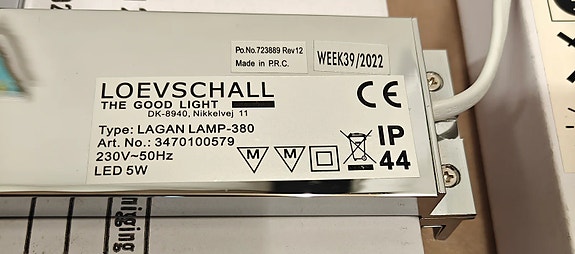 Po.No.723889 Rev12
Made in P.R.C.
WEEK39/2022
LOEVSCHALL
THE GOOD LIGHT
DK-8940, Nikkelvej 11
Type: LAGAN LAMP-380
Art. No.: 3470100579
230V~50Hz
LED 5W
M M
CE
IP
44